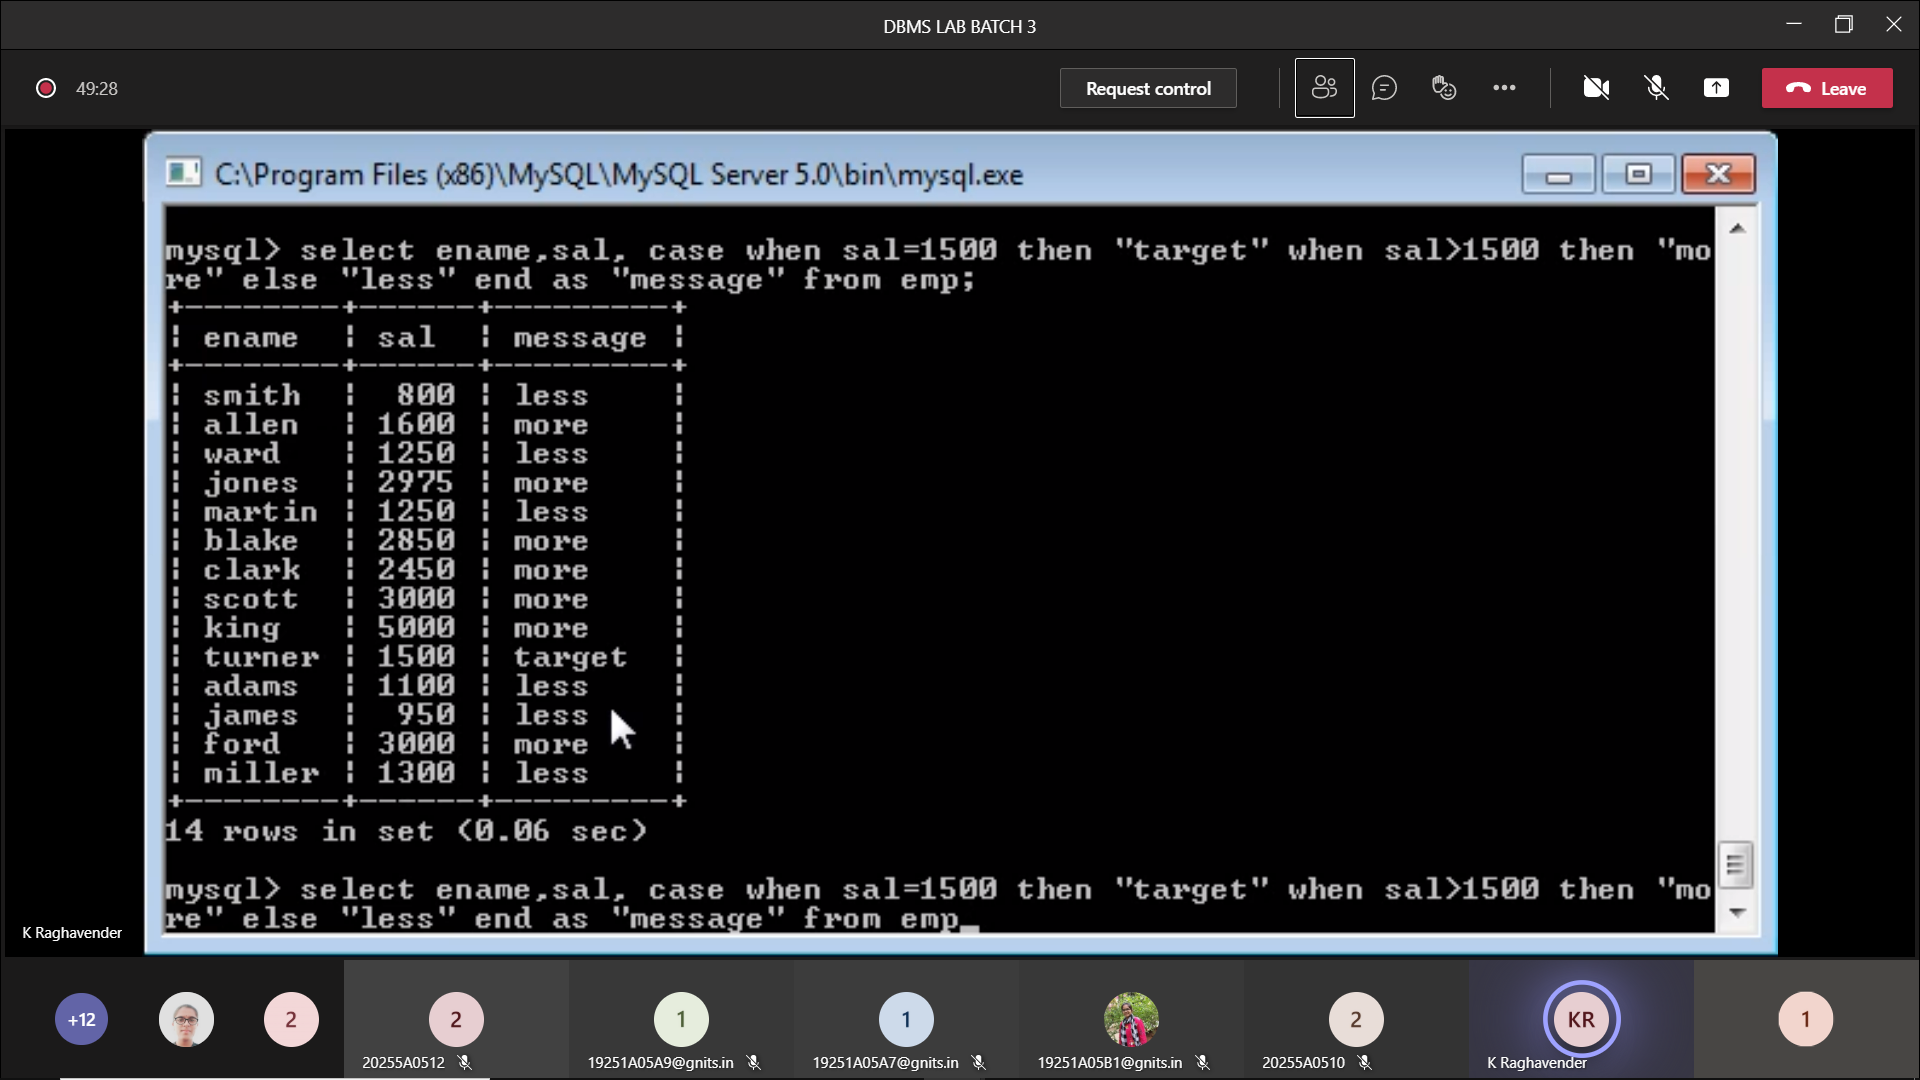 DBMS LAB BATCH 3
49:28
Request control
Leave
C:\Program Files (x86)\MySQL\MySQL Server 5.0\bin\mysql.exe
mysql> select ename,sal, case when sal=1500 then "target" when sal>1500 then "mo
re" else "less" end as "message" from emp;
+--------+------+---------+
| ename  | sal  | message |
+--------+------+---------+
| smith  |  800 | less    |
| allen  | 1600 | more    |
| ward   | 1250 | less    |
| jones  | 2975 | more    |
| martin | 1250 | less    |
| blake  | 2850 | more    |
| clark  | 2450 | more    |
| scott  | 3000 | more    |
| king   | 5000 | more    |
| turner | 1500 | target  |
| adams  | 1100 | less    |
| james  |  950 | less    |
| ford   | 3000 | more    |
| miller | 1300 | less    |
+--------+------+---------+
14 rows in set (0.06 sec)
mysql> select ename,sal, case when sal=1500 then "target" when sal>1500 then "mo
re" else "less" end as "message" from emp_
K Raghavender
+12
2
2
1
1
2
KR
1
20255A0512
19251A05A9@gnits.in
19251A05A7@gnits.in
19251A05B1@gnits.in
20255A0510
K Raghavender